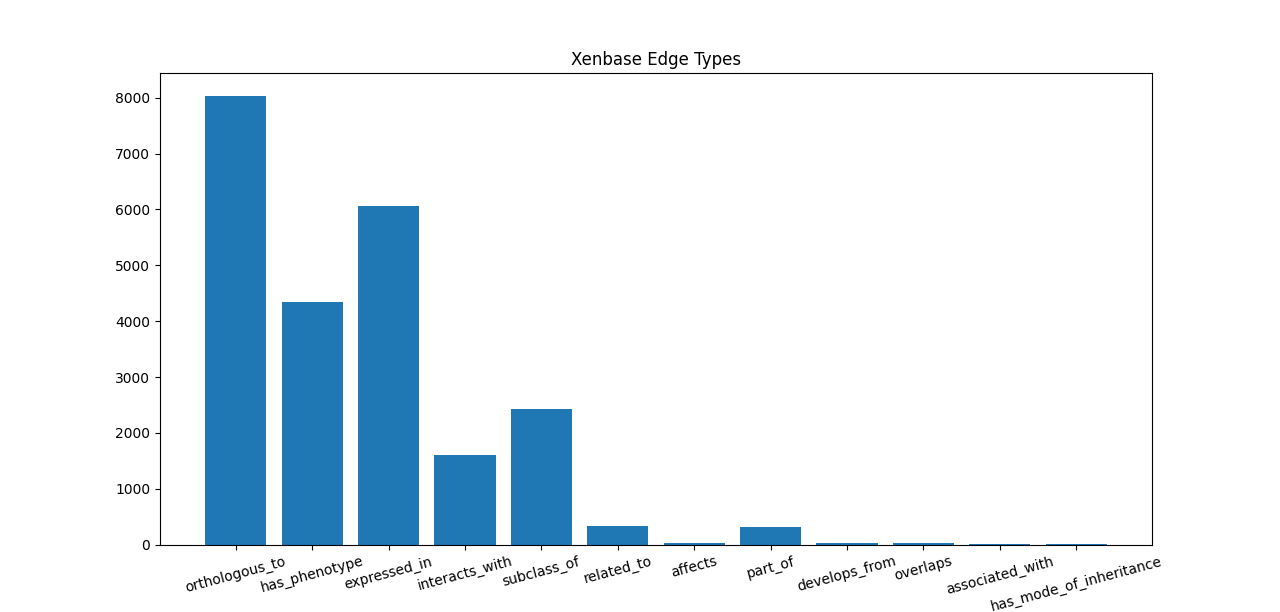 Xenbase Edge Types
8000
7000
6000
5000
4000
3000
2000
1000
0
orthologous_to
has_phenotype
expressed_in
interacts_with
subclass_of
related_to
affects
part_of
develops_from
overlaps
associated_with
has_mode_of_inheritance